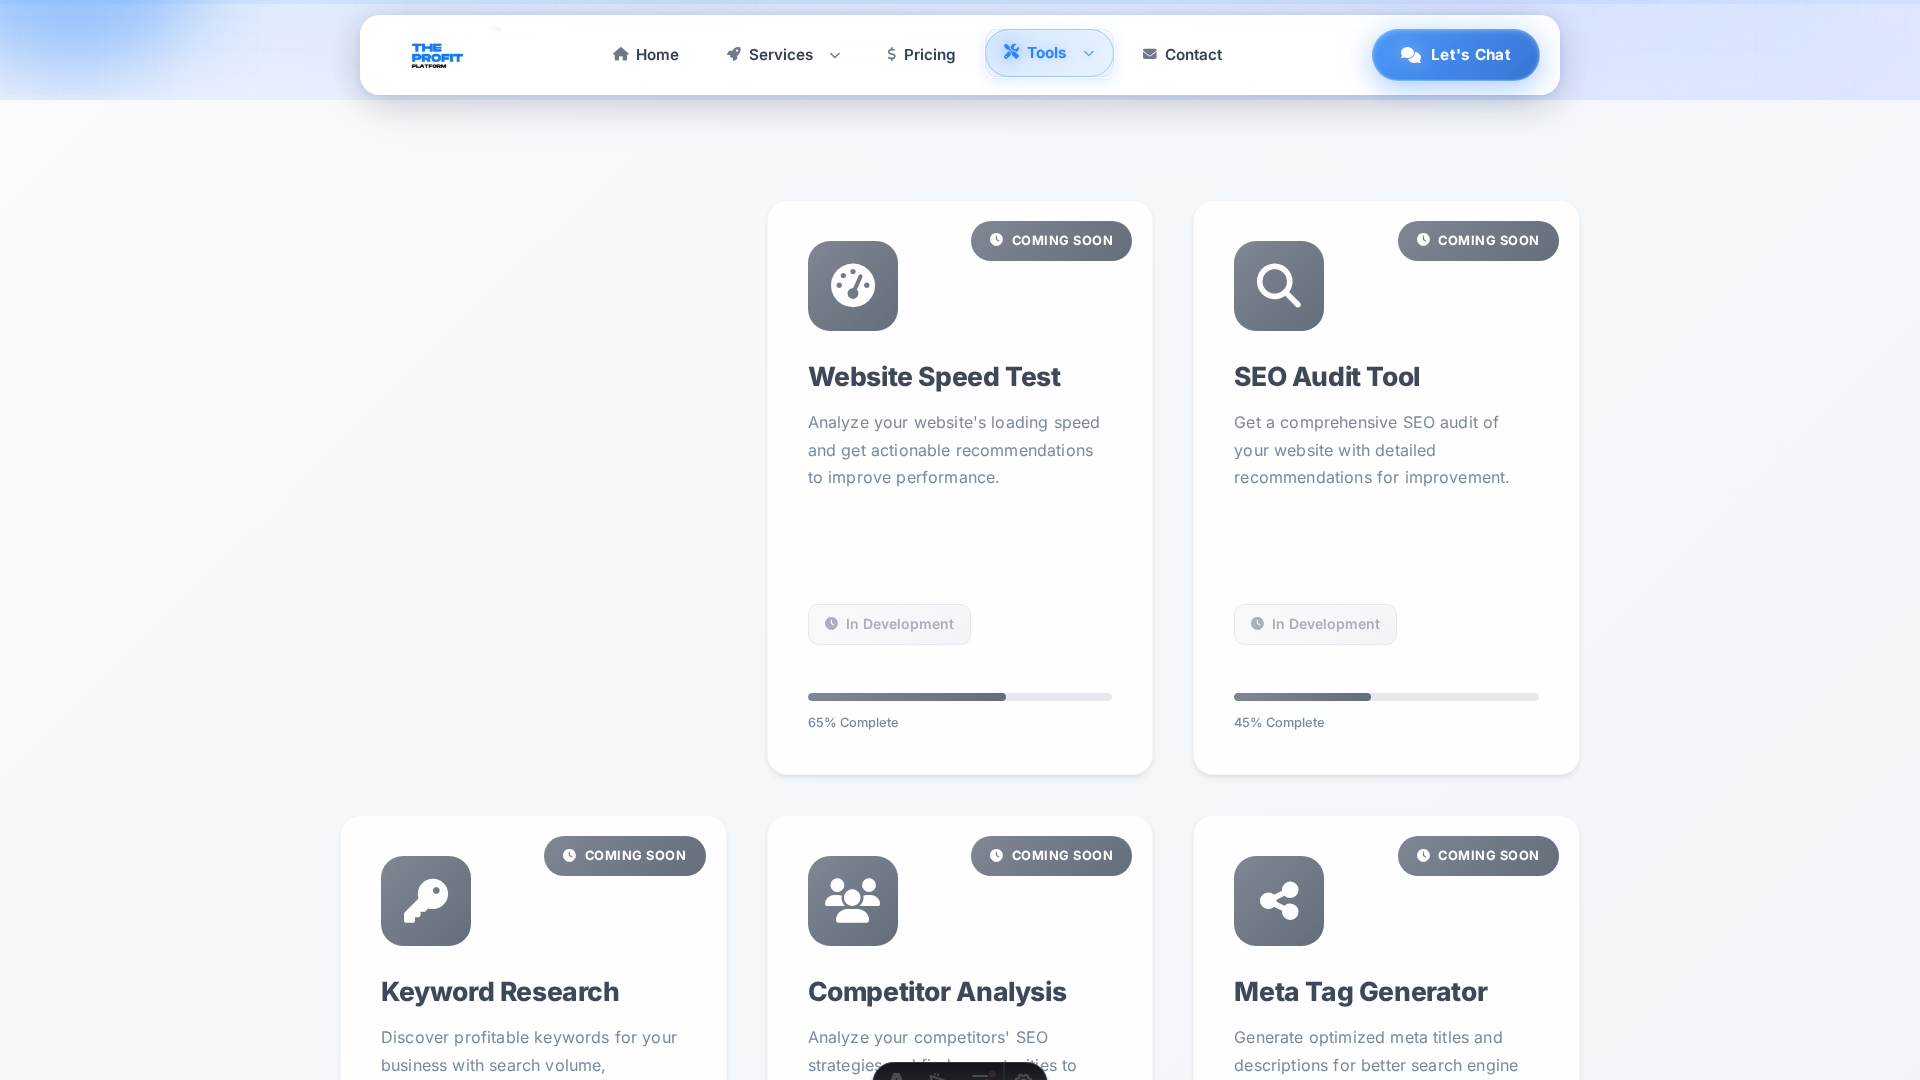 THE
PROFIT
PLATFORM
Home
Services
Pricing
Tools
Contact
Let's Chat
COMING SOON
Website Speed Test
Analyze your website's loading speed
and get actionable recommendations
to improve performance.
In Development
65% Complete
COMING SOON
SEO Audit Tool
Get a comprehensive SEO audit of
your website with detailed
recommendations for improvement.
In Development
45% Complete
COMING SOON
Keyword Research
Discover profitable keywords for your
business with search volume,
COMING SOON
Competitor Analysis
Analyze your competitors' SEO
strategies to
COMING SOON
Meta Tag Generator
Generate optimized meta titles and
descriptions for better search engine